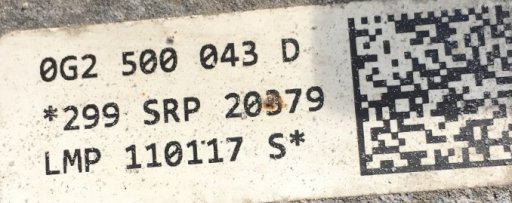 0G2 500 043 D
*299 SRP 20379
LMP 110117 S*